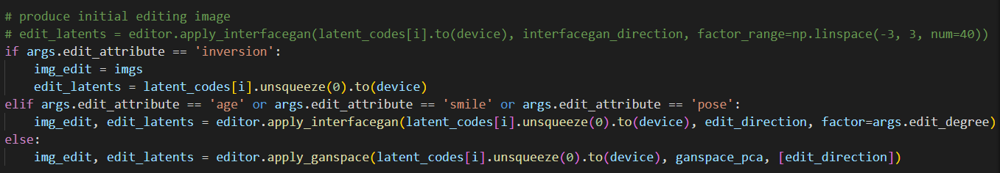 # produce initial editing image
# edit_latents = editor.apply_interfacegan(latent_codes[i].to(device), interfacegan_direction, factor_range=np.linspace(-3, 3, num=40))
if args.edit_attribute == 'inversion':
    img_edit = imgs
    edit_latents = latent_codes[i].unsqueeze(0).to(device)
elif args.edit_attribute == 'age' or args.edit_attribute == 'smile' or args.edit_attribute == 'pose':
    img_edit, edit_latents = editor.apply_interfacegan(latent_codes[i].unsqueeze(0).to(device), edit_direction, factor=args.edit_degree)
else:
    img_edit, edit_latents = editor.apply_ganspace(latent_codes[i].unsqueeze(0).to(device), ganspace_pca, [edit_direction])